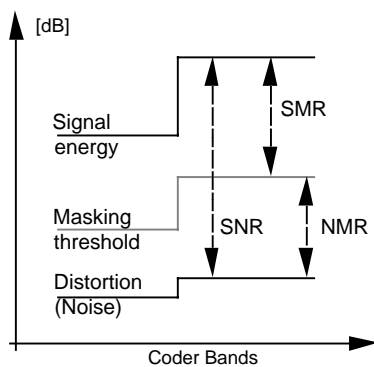 [dB]
Signal
energy
SMR
Masking
threshold
SNR
NMR
Distortion
(Noise)
Coder Bands